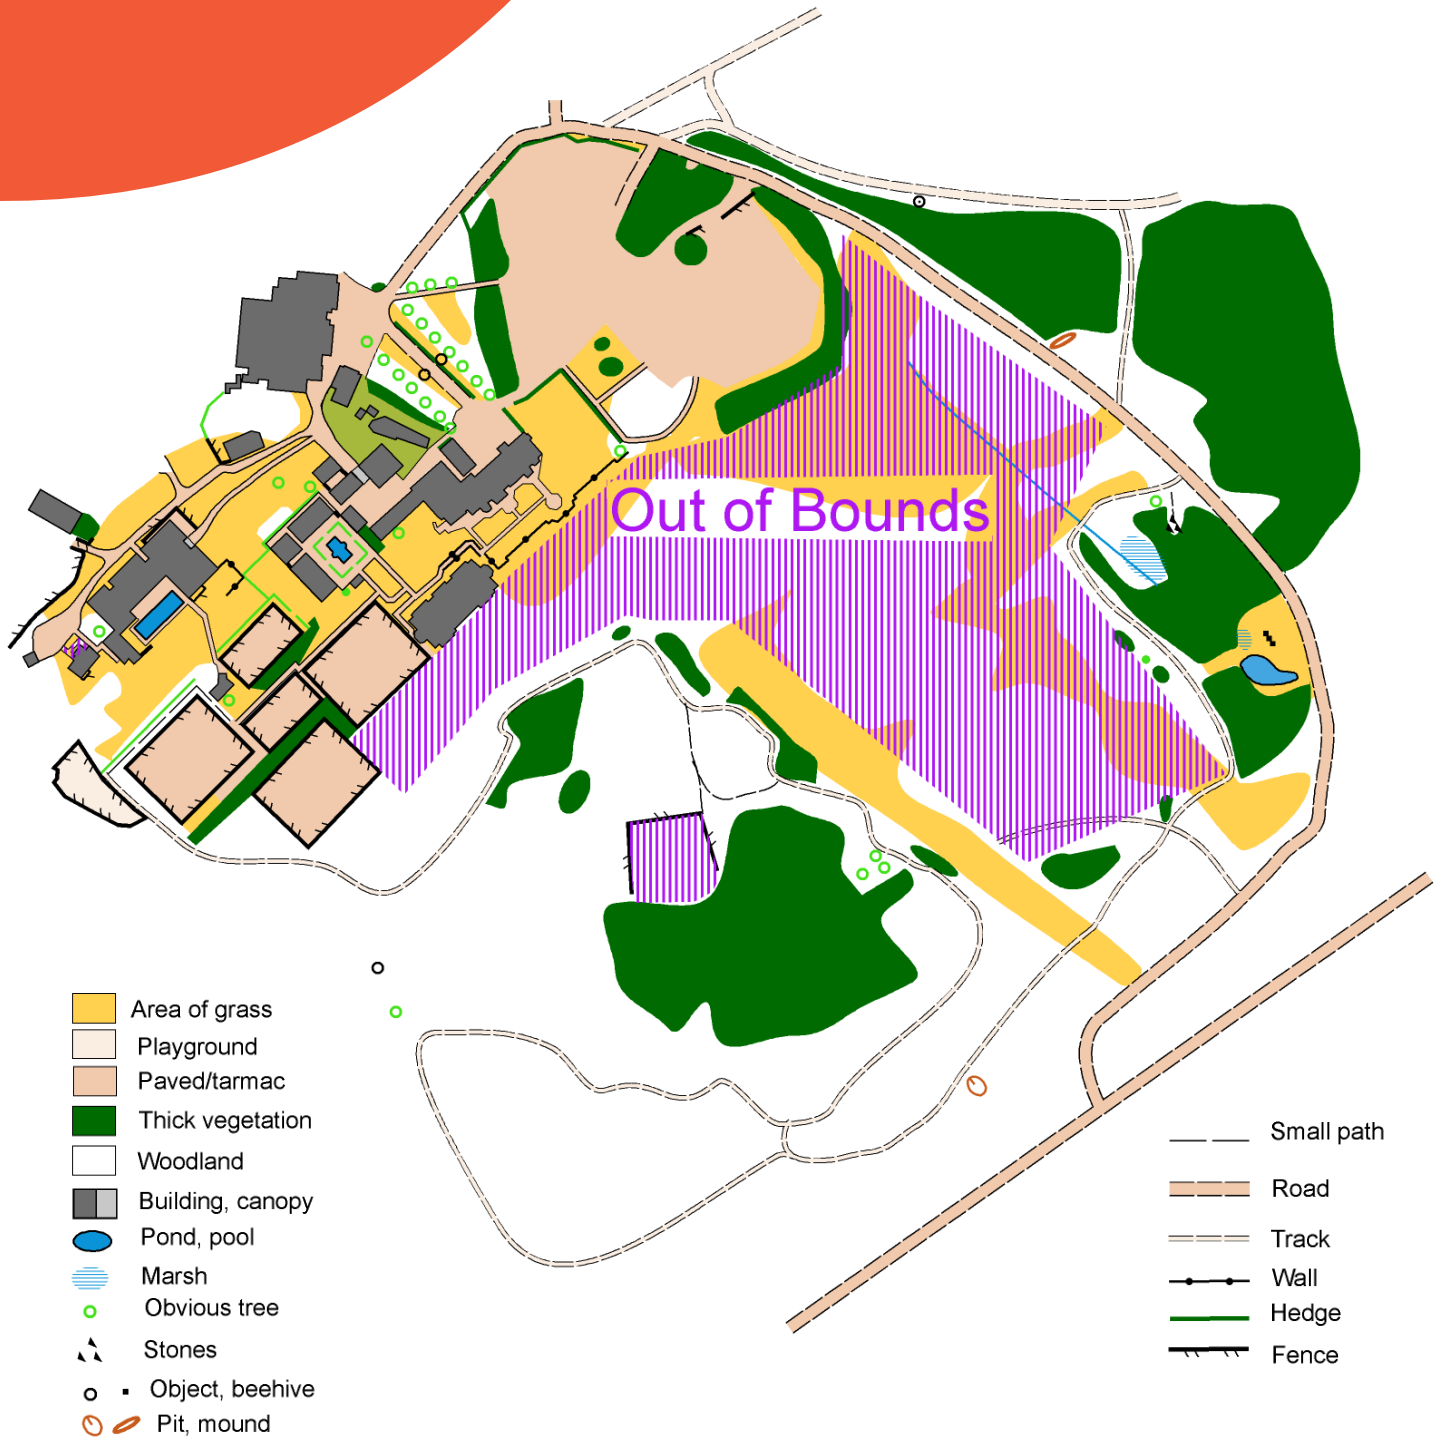 Out of Bounds
Area of grass
Playground
Paved/tarmac
Thick vegetation
Woodland
Building, canopy
Pond, pool
Marsh
Obvious tree
Stones
Object, beehive
Pit, mound
Small path
Road
Track
Wall
Hedge
Fence